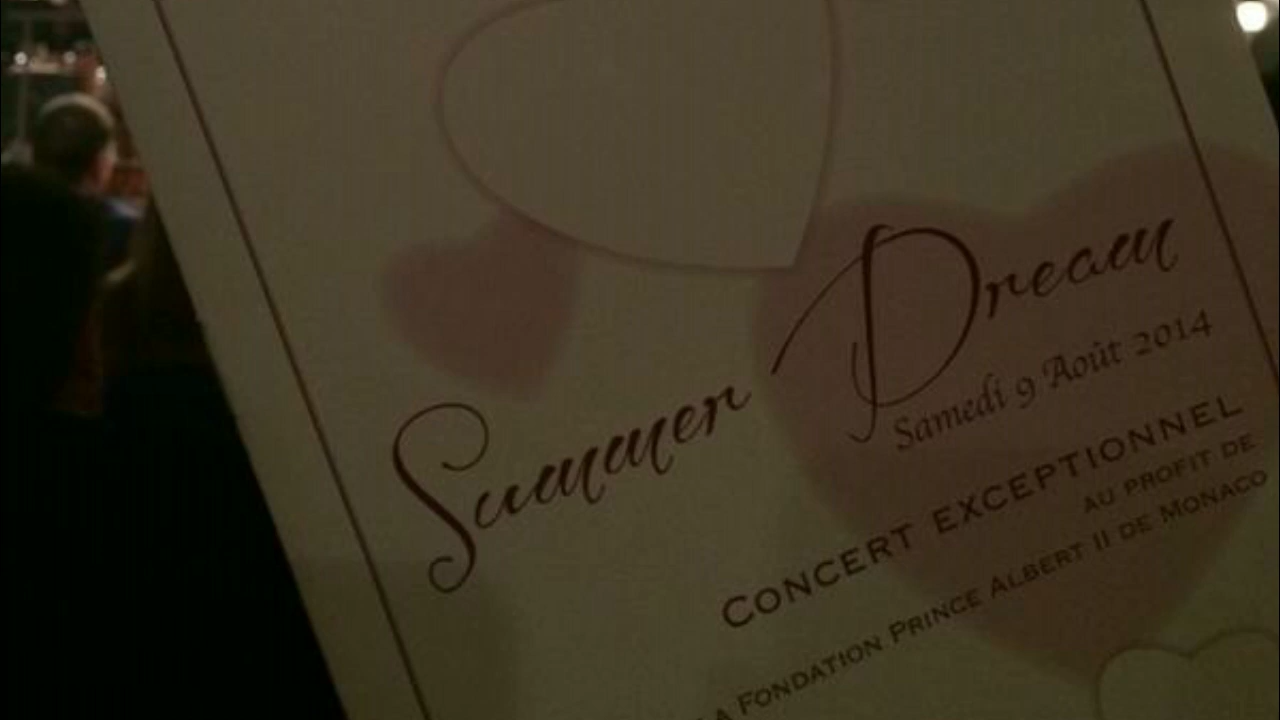 Summer Dream
Samedi 9 Août 2014
CONCERT EXCEPTIONNEL
AU PROFIT DE
LA FONDATION PRINCE ALBERT II DE MONACO